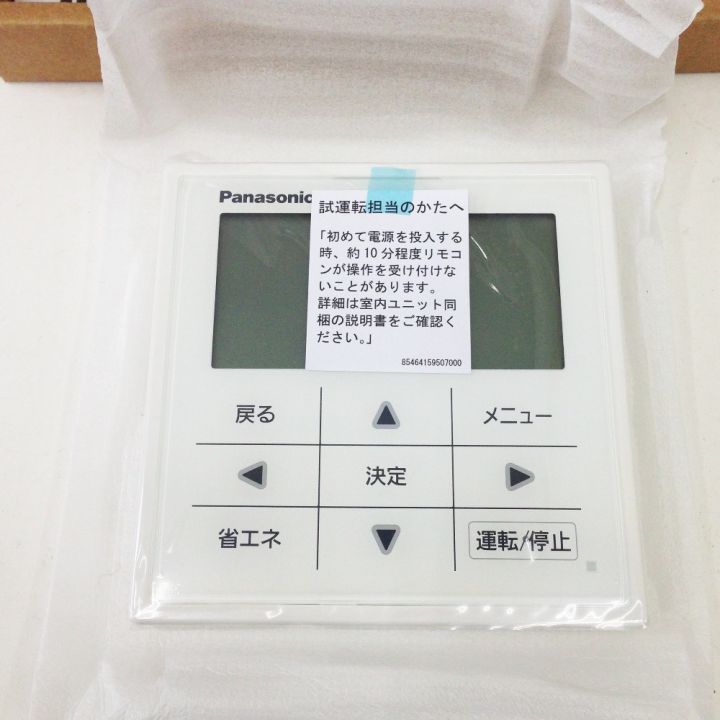 Panasonic
試運転担当のかたへ
「初めて電源を投入する
時、約10分程度リモコ
ンが操作を受け付けな
いことがあります。
詳細は室内ユニット同
梱の説明書をご確認く
ださい。」
85464159507000
戻る
▲
メニュー
◀
決定
▶
省エネ
▼
運転/停止